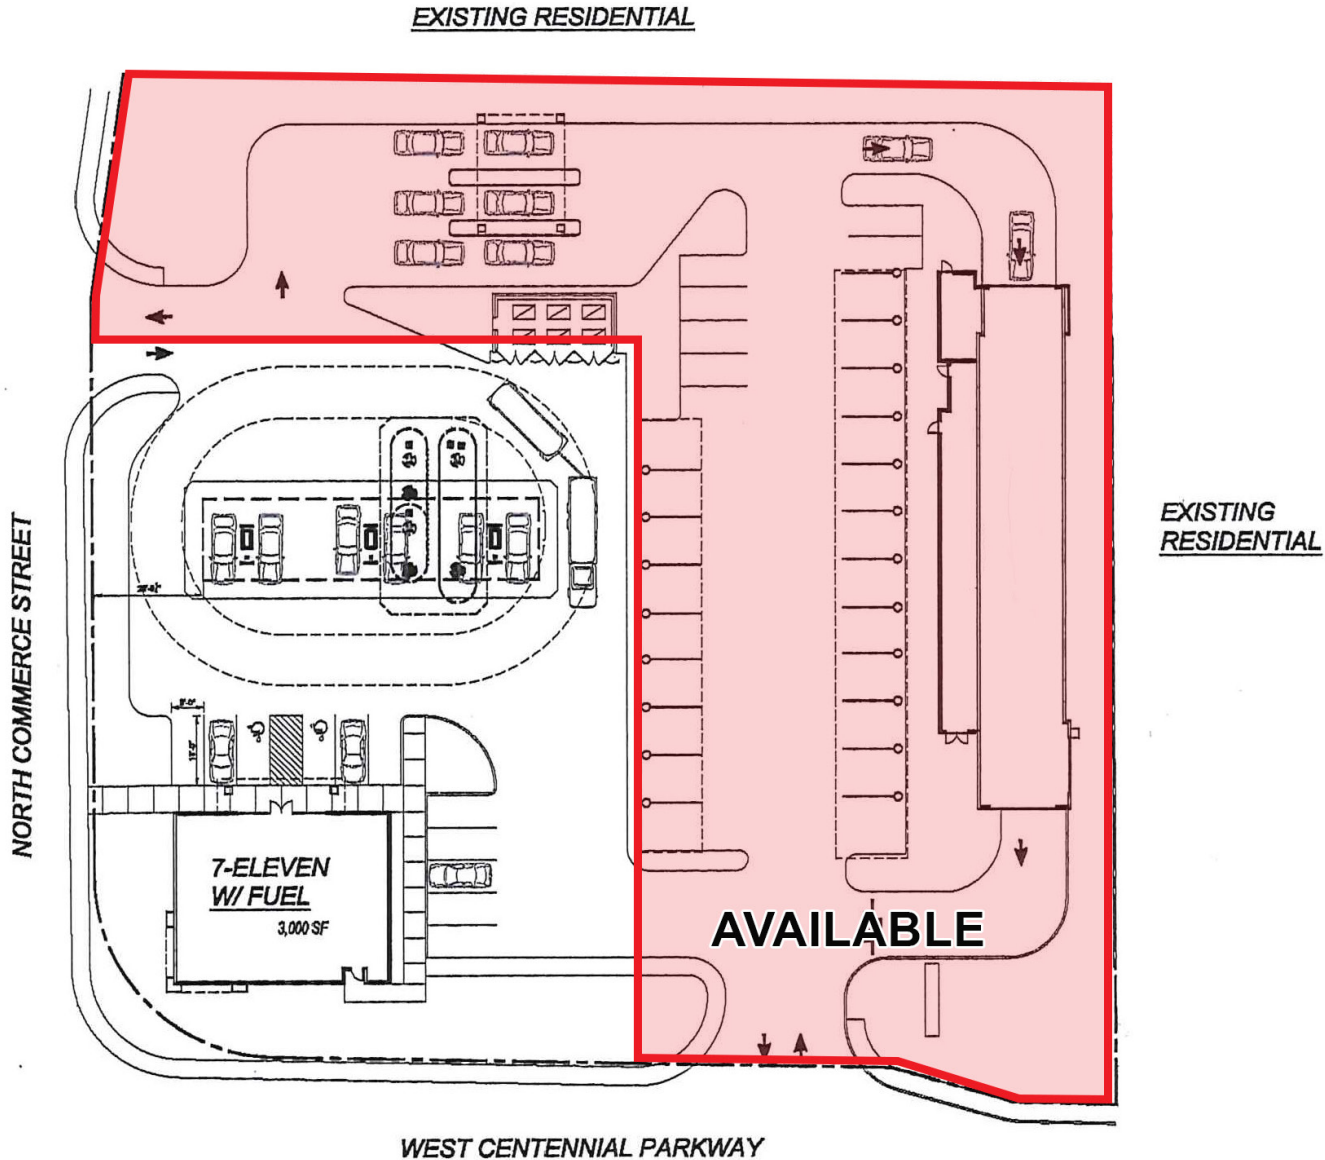 EXISTING RESIDENTIAL
EXISTING
RESIDENTIAL
NORTH COMMERCE STREET
7-ELEVEN
W/ FUEL
3,000 SF
AVAILABLE
WEST CENTENNIAL PARKWAY